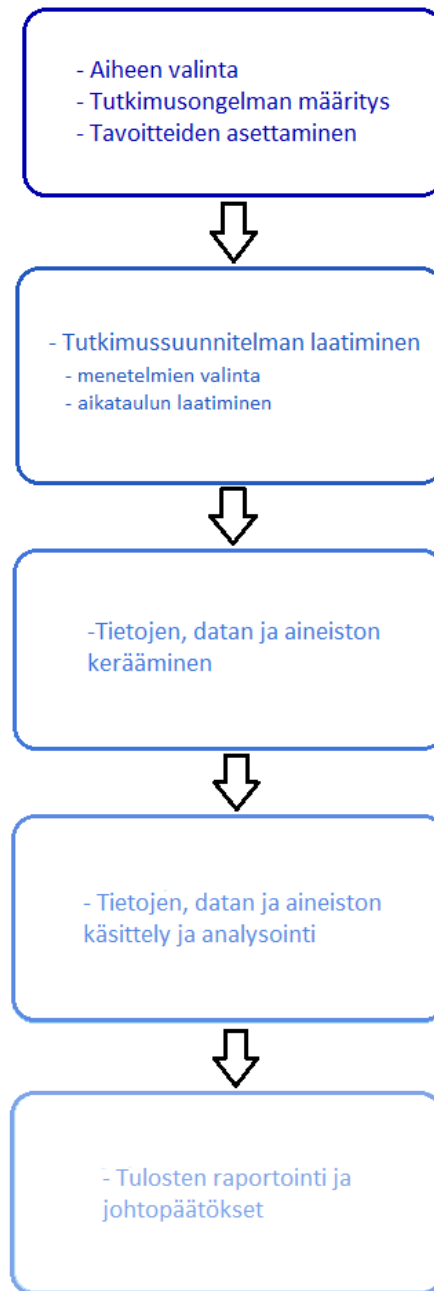 - Aiheen valinta
- Tutkimusongelman määritys
- Tavoitteiden asettaminen
- Tutkimussuunnitelman laatiminen
- menetelmien valinta
- aikataulun laatiminen
-Tietojen, datan ja aineiston
kerääminen
- Tietojen, datan ja aineiston
käsittely ja analysointi
- Tulosten raportointi ja
johtopäätökset